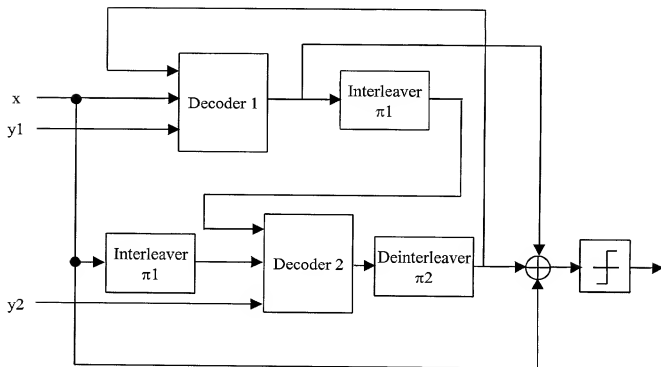 x
y1
Decoder 1
Interleaver
π1
Interleaver
π1
Decoder 2
Deinterleaver
π2
y2